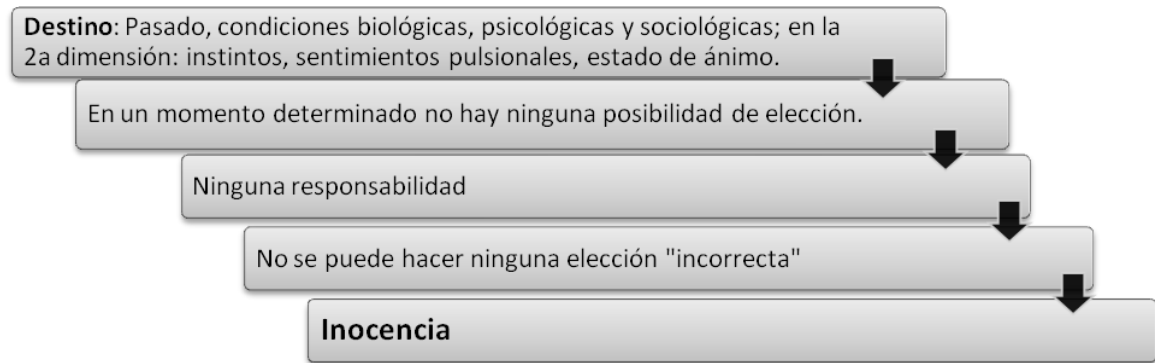 Destino: Pasado, condiciones biológicas, psicológicas y sociológicas; en la
2a dimensión: instintos, sentimientos pulsionales, estado de ánimo.
En un momento determinado no hay ninguna posibilidad de elección.
Ninguna responsabilidad
No se puede hacer ninguna elección "incorrecta"
Inocencia